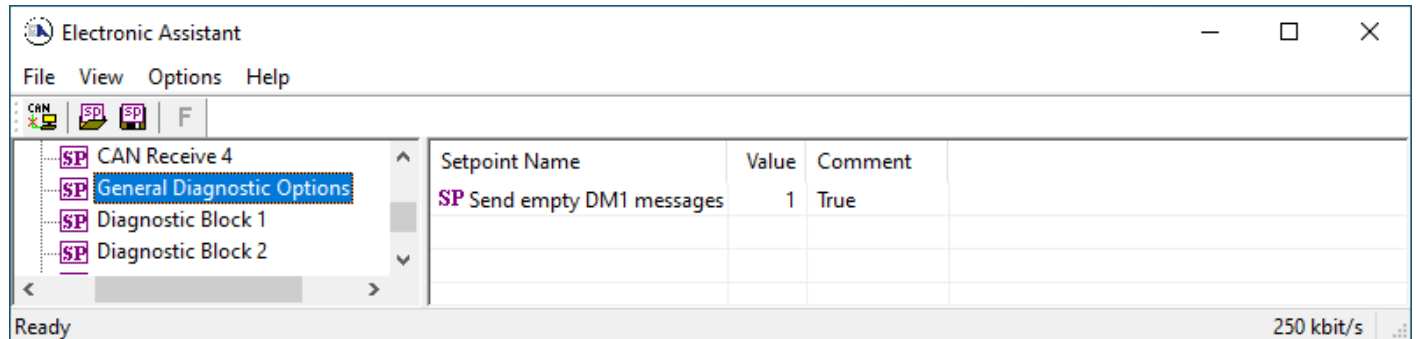 Electronic Assistant
File View Options Help
CAN SP SP F
SP CAN Receive 4
SP General Diagnostic Options
SP Diagnostic Block 1
SP Diagnostic Block 2
Setpoint Name Value Comment
SP Send empty DM1 messages 1 True
Ready 250 kbit/s